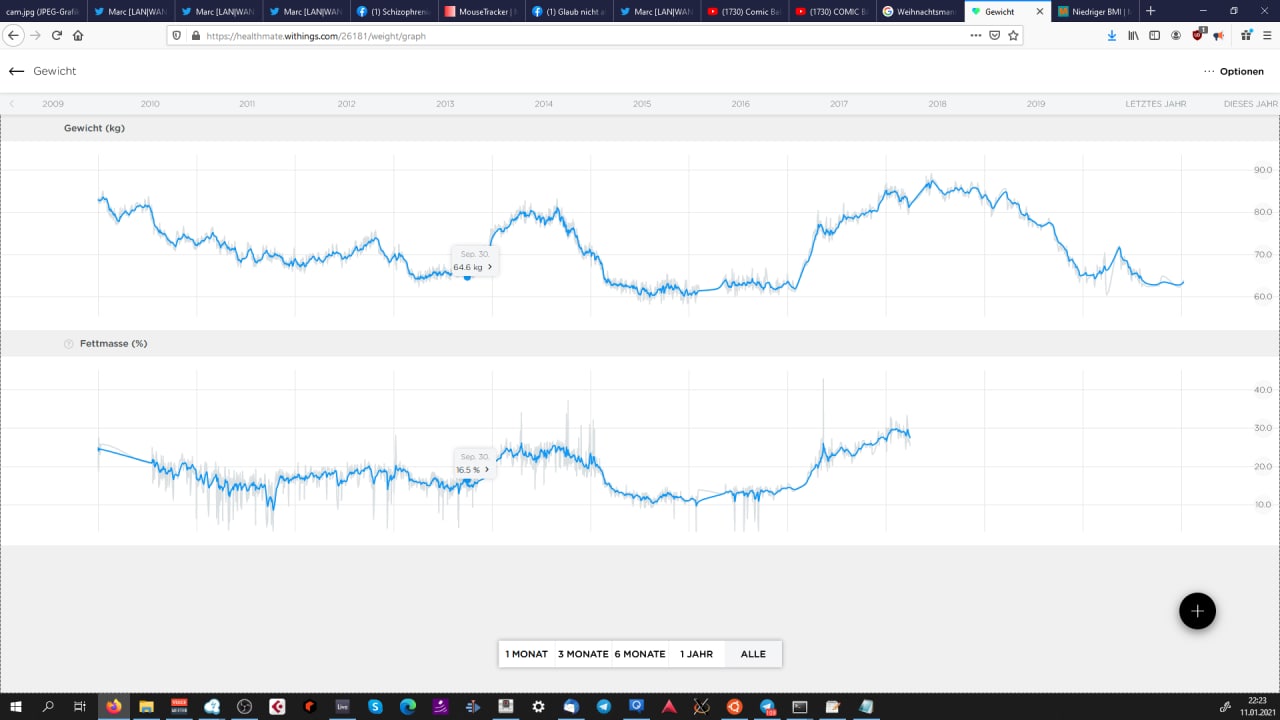 cam.jpg (JPEG-Grafik
Marc [LAN|WAN
Marc [LAN|WAN
Marc [LAN|WAN
(1) Schizophreni
MouseTracker |
(1) Glaub nicht a
Marc [LAN|WAN
(1730) Comic Ba
(1730) COMIC B
Weihnachtsman
Gewicht
Niedriger BMI |
https://healthmate.withings.com/26181/weight/graph
Gewicht
Optionen
2009 2010 2011 2012 2013 2014 2015 2016 2017 2018 2019 LETZTES JAHR DIESES JAHR
Gewicht (kg)
90.0
80.0
Sep. 30.
70.0
64.6 kg
60.0
Fettmasse (%)
40.0
30.0
Sep. 30.
20.0
16.5 %
10.0
1 MONAT 3 MONATE 6 MONATE 1 JAHR ALLE
Live
22:23
11.01.2021